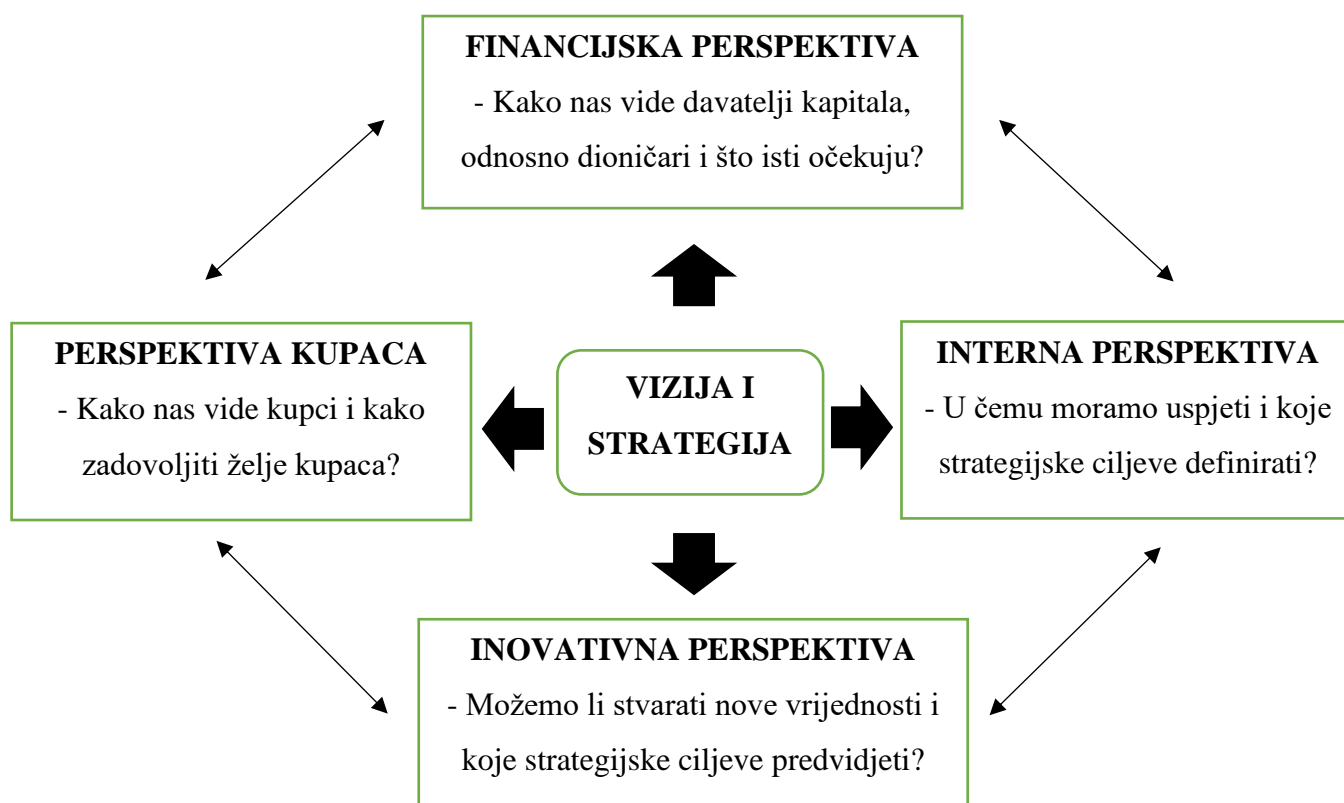 FINANCIJSKA PERSPEKTIVA
- Kako nas vide davatelji kapitala,
odnosno dioničari i što isti očekuju?
PERSPEKTIVA KUPACA
- Kako nas vide kupci i kako
zadovoljiti želje kupaca?
VIZIJA I
STRATEGIJA
INTERNA PERSPEKTIVA
- U čemu moramo uspjeti i koje
strategijske ciljeve definirati?
INOVATIVNA PERSPEKTIVA
- Možemo li stvarati nove vrijednosti i
koje strategijske ciljeve predvidjeti?